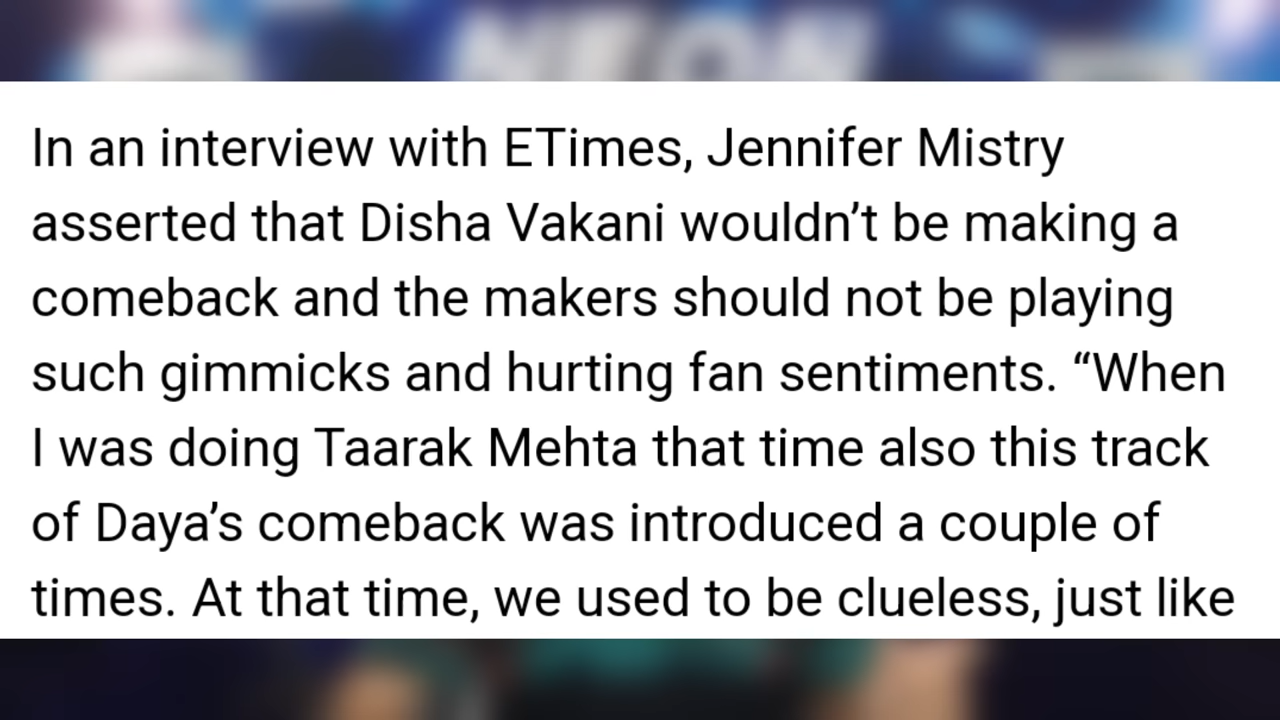 NEON
In an interview with ETimes, Jennifer Mistry
asserted that Disha Vakani wouldn’t be making a
comeback and the makers should not be playing
such gimmicks and hurting fan sentiments. “When
I was doing Taarak Mehta that time also this track
of Daya’s comeback was introduced a couple of
times. At that time, we used to be clueless, just like